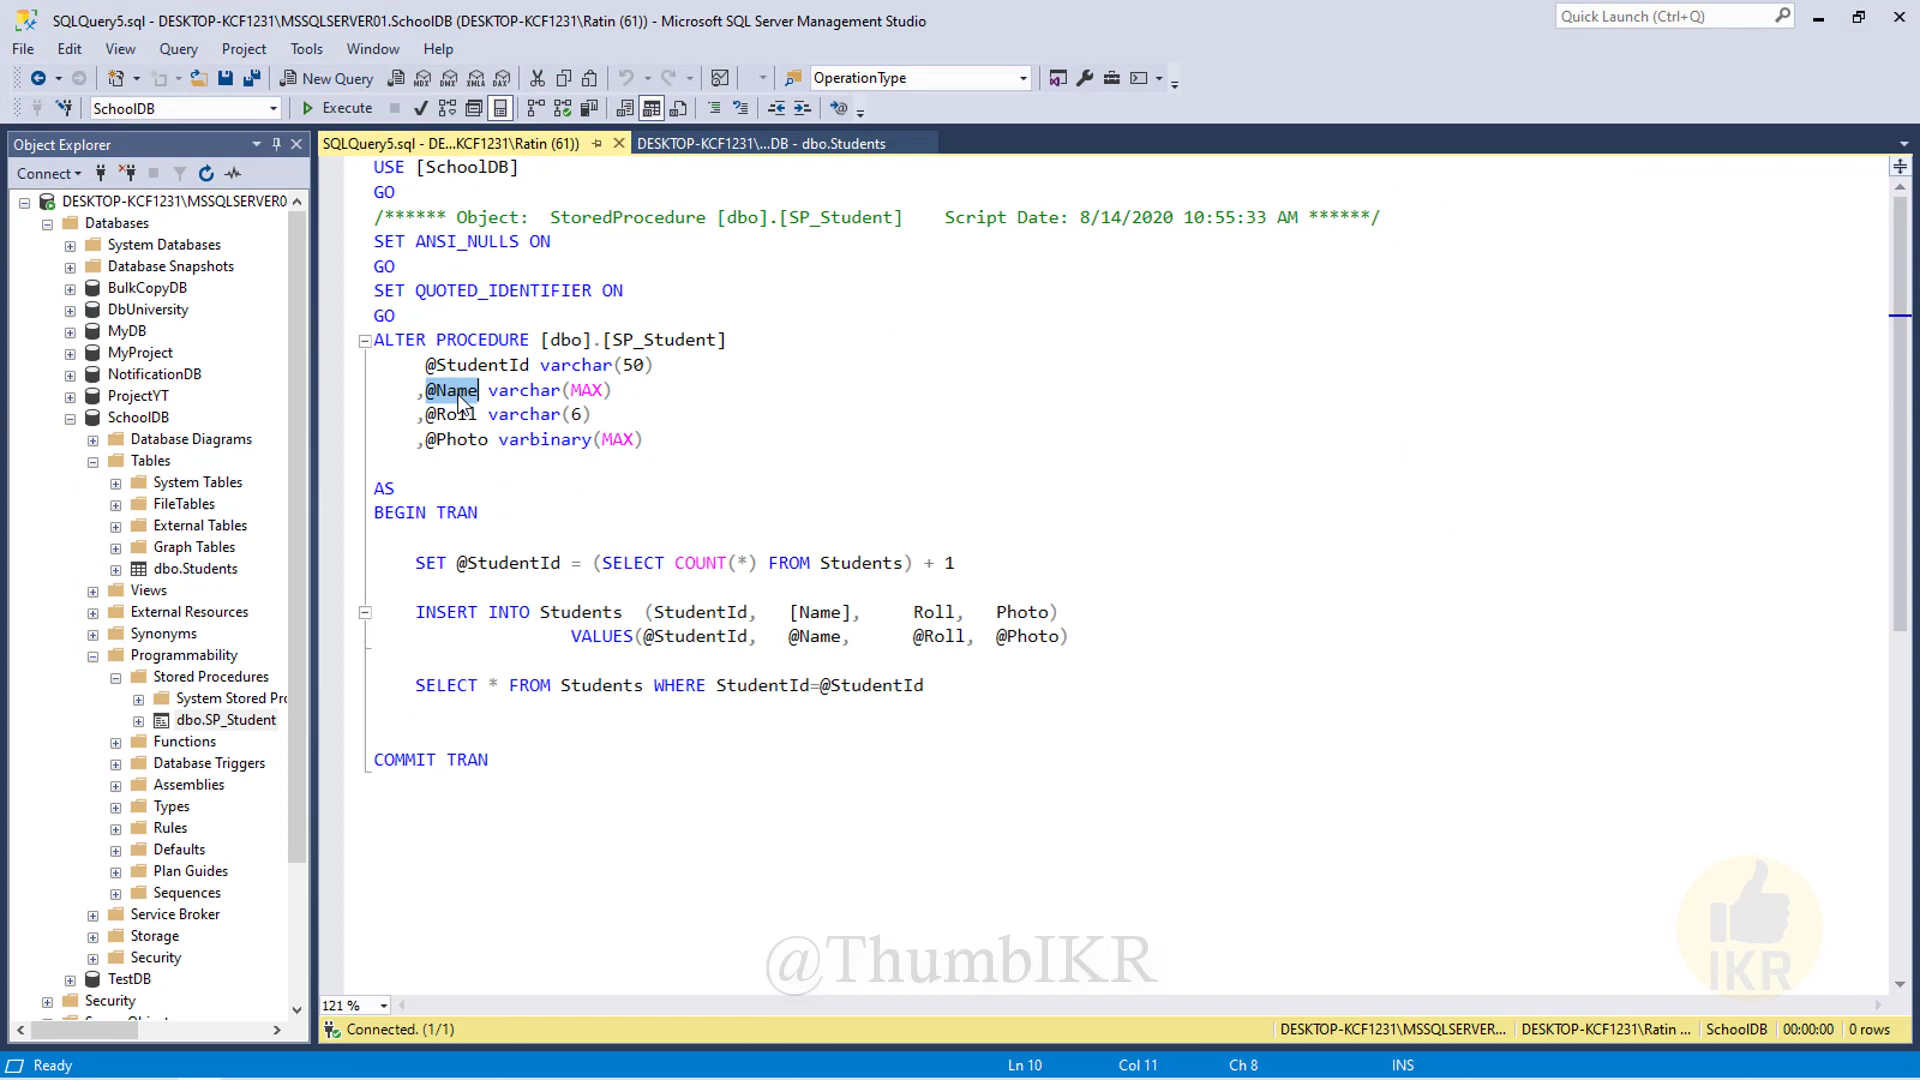 SQLQuery5.sql - DESKTOP-KCF1231\MSSQLSERVER01.SchoolDB (DESKTOP-KCF1231\Ratin (61)) - Microsoft SQL Server Management Studio
Quick Launch (Ctrl+Q)
File Edit View Query Project Tools Window Help
New Query MDX DMX XMLA DAX OperationType
SchoolDB Execute
Object Explorer
SQLQuery5.sql - DE...KCF1231\Ratin (61)) DESKTOP-KCF1231\...DB - dbo.Students
Connect
DESKTOP-KCF1231\MSSQLSERVER0
Databases
System Databases
Database Snapshots
BulkCopyDB
DbUniversity
MyDB
MyProject
NotificationDB
ProjectYT
SchoolDB
Database Diagrams
Tables
System Tables
FileTables
External Tables
Graph Tables
dbo.Students
Views
External Resources
Synonyms
Programmability
Stored Procedures
System Stored Pro
dbo.SP_Student
Functions
Database Triggers
Assemblies
Types
Rules
Defaults
Plan Guides
Sequences
Service Broker
Storage
Security
TestDB
Security
USE [SchoolDB]
GO
/****** Object:  StoredProcedure [dbo].[SP_Student]    Script Date: 8/14/2020 10:55:33 AM ******/
SET ANSI_NULLS ON
GO
SET QUOTED_IDENTIFIER ON
GO
ALTER PROCEDURE [dbo].[SP_Student]
@StudentId varchar(50)
,@Name varchar(MAX)
,@Roll varchar(6)
,@Photo varbinary(MAX)
AS
BEGIN TRAN
SET @StudentId = (SELECT COUNT(*) FROM Students) + 1
INSERT INTO Students (StudentId, [Name], Roll, Photo)
VALUES(@StudentId, @Name, @Roll, @Photo)
SELECT * FROM Students WHERE StudentId=@StudentId
COMMIT TRAN
@ThumbIKR
IKR
121 %
Connected. (1/1) DESKTOP-KCF1231\MSSQLSERVER... DESKTOP-KCF1231\Ratin ... SchoolDB 00:00:00 0 rows
Ready Ln 10 Col 11 Ch 8 INS